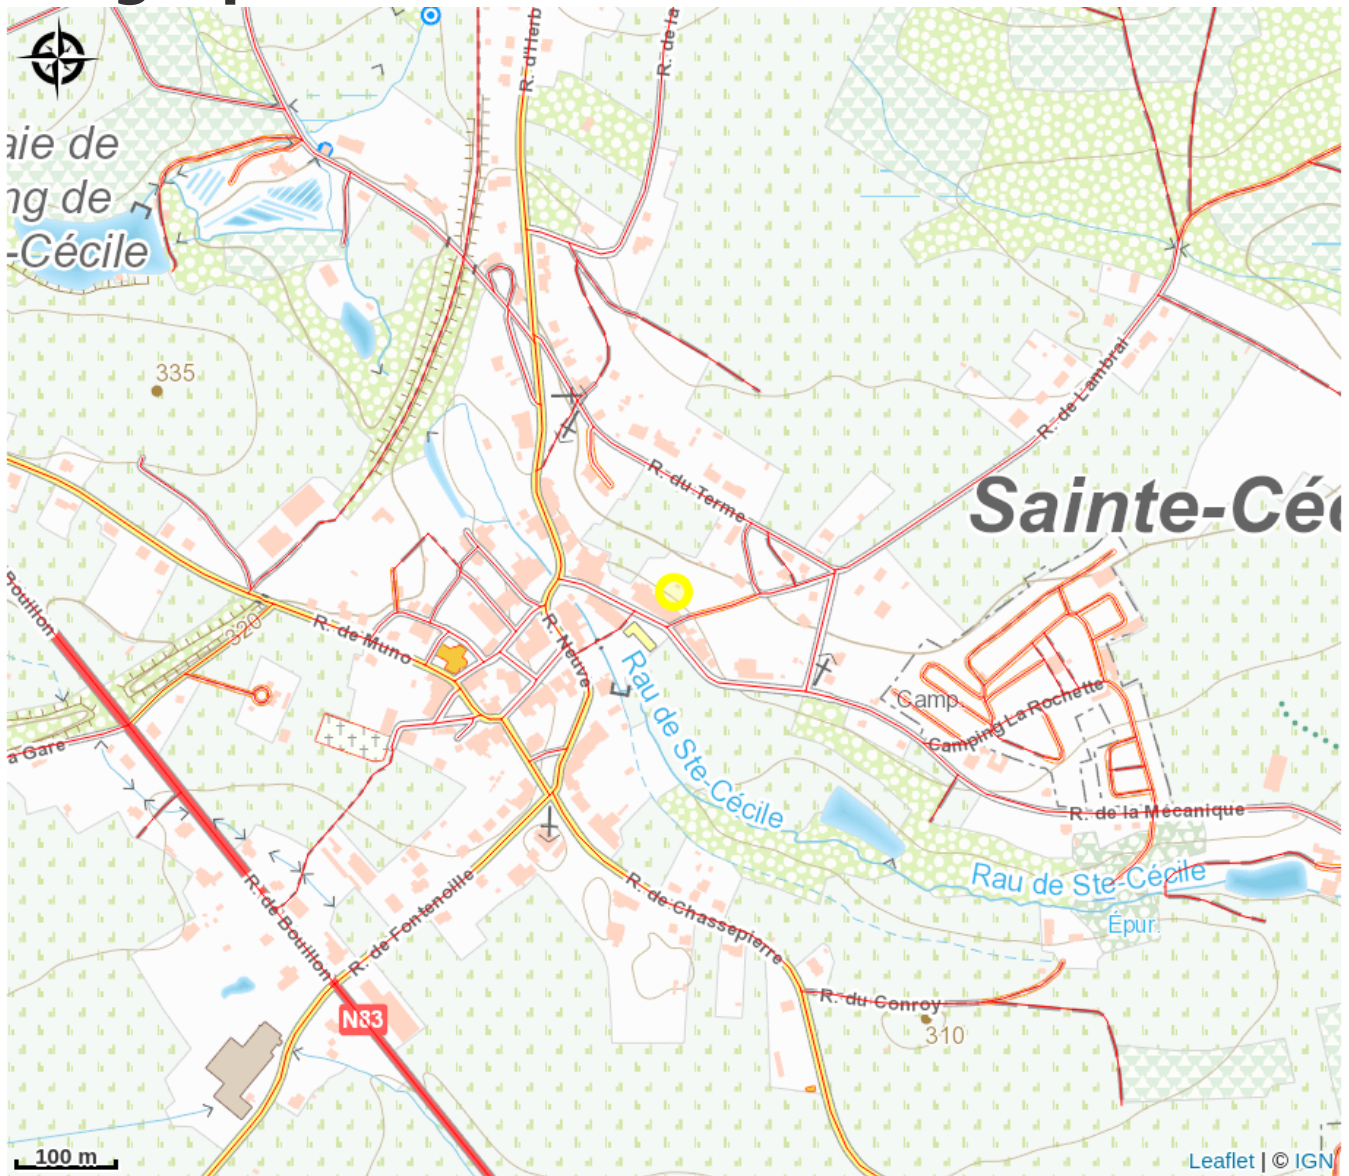 R. d'Herb
R. de la
aie de
ng de
-Cécile
335
R. de Lambrai
R. du Terme
Sainte-Céc
Bouillon
320
R. de Muno
R. Neuve
Rau de Ste-Cécile
Camp.
Camping La Rochette
a Gare
R. de la Mécanique
Rau de Ste-Cécile
Épur.
R. de Bouillon
R. de Fontenoille
R. de Chassepierre
R. du Conroy
310
N83
100 m
Leaflet | © IGN